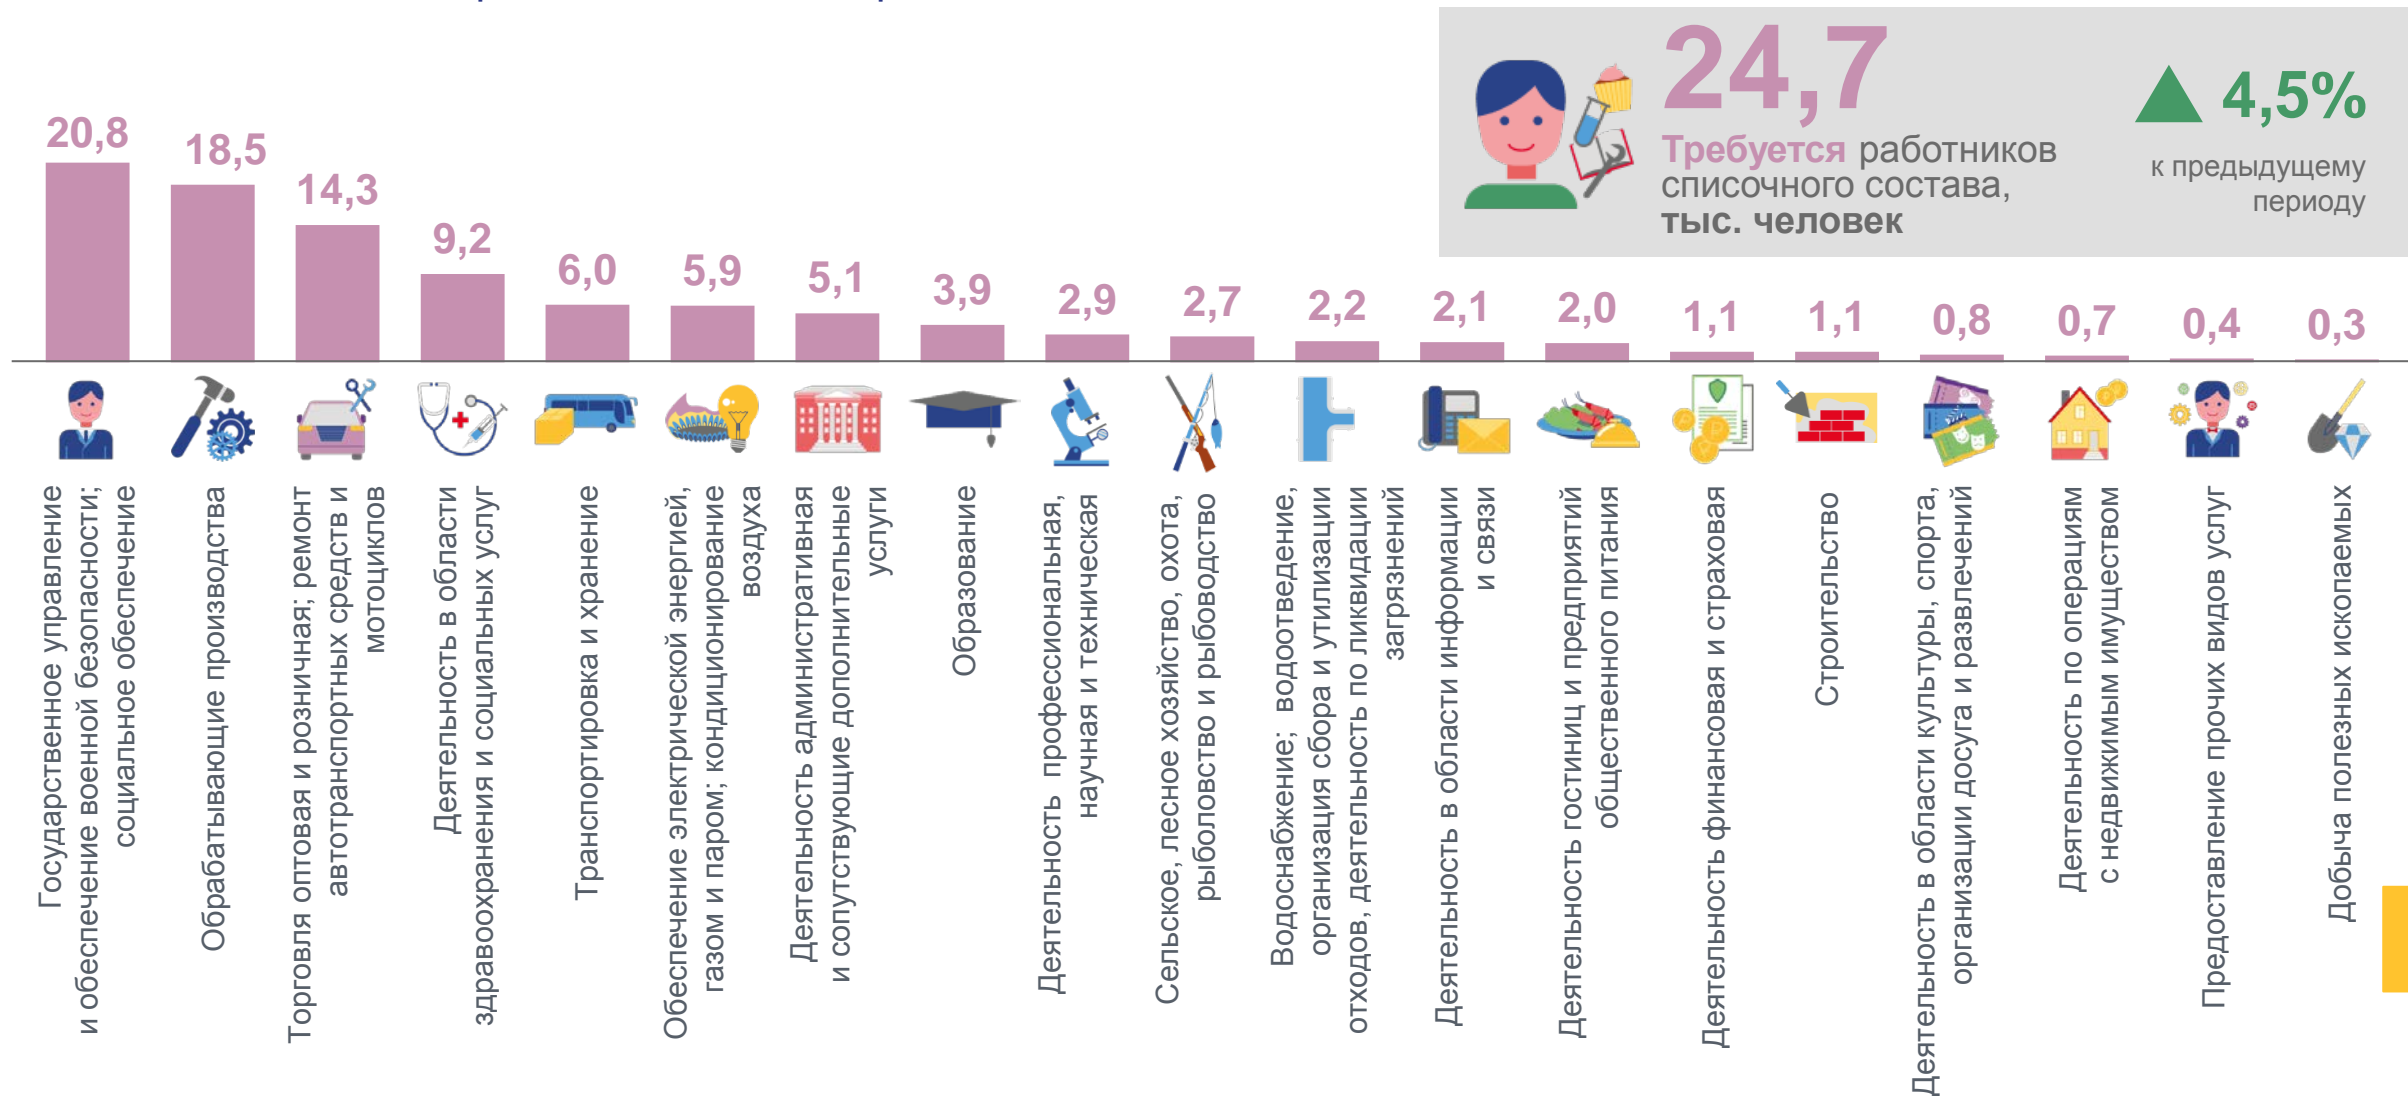 24,7
Требуется работников
списочного состава,
тыс. человек
4,5%
к предыдущему
периоду
20,8
18,5
14,3
9,2
6,0
5,9
5,1
3,9
2,9
2,7
2,2
2,1
2,0
1,1
1,1
0,8
0,7
0,4
0,3
Государственное управление
и обеспечение военной безопасности;
социальное обеспечение
Обрабатывающие производства
Торговля оптовая и розничная; ремонт
автотранспортных средств и
мотоциклов
Деятельность в области
здравоохранения и социальных услуг
Транспортировка и хранение
Обеспечение электрической энергией,
газом и паром; кондиционирование
воздуха
Деятельность административная
и сопутствующие дополнительные
услуги
Образование
Деятельность профессиональная,
научная и техническая
Сельское, лесное хозяйство, охота,
рыболовство и рыбоводство
Водоснабжение; водоотведение,
организация сбора и утилизации
отходов, деятельность по ликвидации
загрязнений
Деятельность в области информации
и связи
Деятельность гостиниц и предприятий
общественного питания
Деятельность финансовая и страховая
Строительство
Деятельность в области культуры, спорта,
организации досуга и развлечений
Деятельность по операциям
с недвижимым имуществом
Предоставление прочих видов услуг
Добыча полезных ископаемых